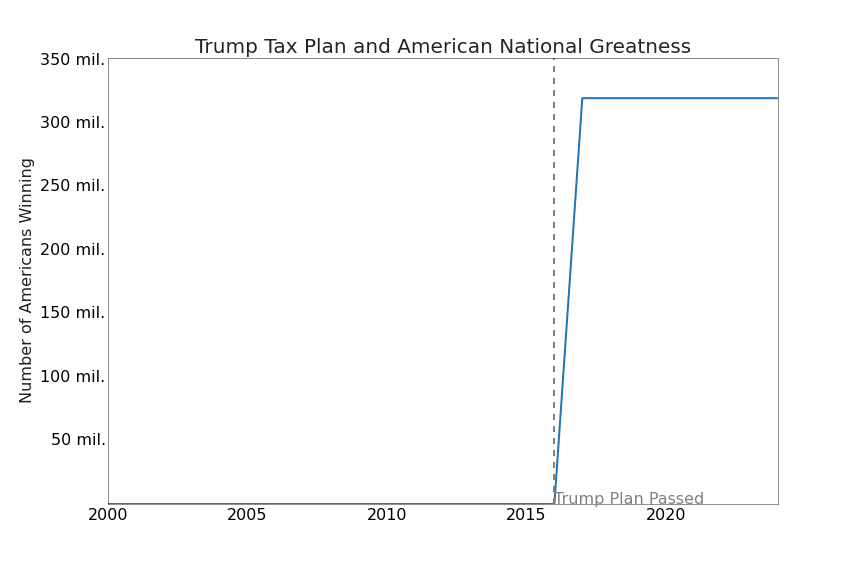 Trump Tax Plan and American National Greatness
350 mil.
300 mil.
250 mil.
200 mil.
150 mil.
100 mil.
50 mil.
Number of Americans Winning
Trump Plan Passed
2000
2005
2010
2015
2020